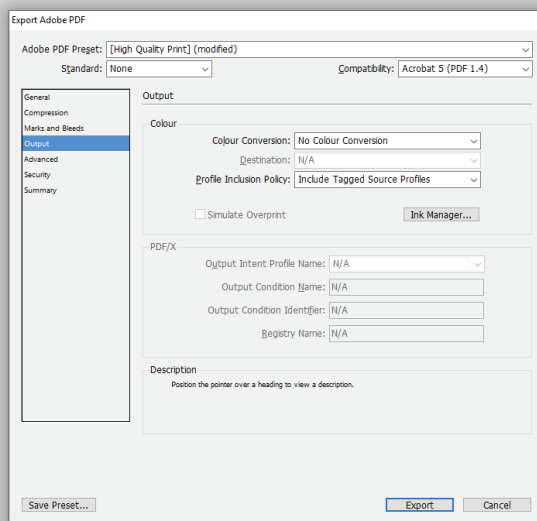 Export Adobe PDF
Adobe PDF Preset: [High Quality Print] (modified)
Standard: None Compatibility: Acrobat 5 (PDF 1.4)
General
Compression
Marks and Bleeds
Output
Advanced
Security
Summary
Output
Colour
Colour Conversion: No Colour Conversion
Destination: N/A
Profile Inclusion Policy: Include Tagged Source Profiles
Simulate Overprint Ink Manager...
PDF/X
Output Intent Profile Name: N/A
Output Condition Name: N/A
Output Condition Identifier: N/A
Registry Name: N/A
Description
Position the pointer over a heading to view a description.
Save Preset... Export Cancel